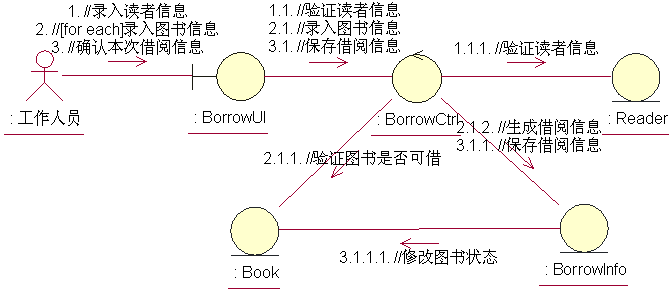 1. //录入读者信息
2. //[for each]录入图书信息
3. //确认本次借阅信息
1.1. //验证读者信息
2.1. //录入图书信息
3.1. //保存借阅信息
1.1.1. //验证读者信息
: 工作人员
: BorrowUI
: BorrowCtrl
: Reader
2.1.2. //生成借阅信息
3.1.1. //保存借阅信息
2.1.1. //验证图书是否可借
3.1.1.1. //修改图书状态
: Book
: BorrowInfo